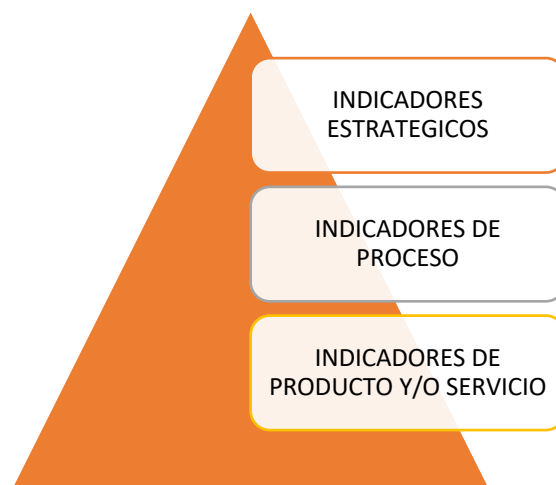 INDICADORES
ESTRATEGICOS
INDICADORES DE
PROCESO
INDICADORES DE
PRODUCTO Y/O SERVICIO